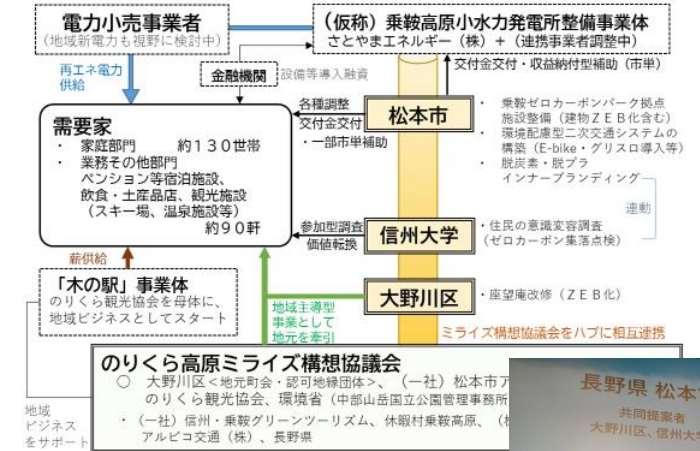 電力小売事業者
（地域新電力も視野に検討中）
（仮称）乗鞍高原小水力発電所整備事業体
さとやまエネルギー（株）＋（連携事業者調整中）
再エネ電力
供給
金融機関
設備等導入融資
交付金交付・収益納付型補助（市単）
需要家
・ 家庭部門 約１３０世帯
・ 業務その他部門
ペンション等宿泊施設、
飲食・土産品店、観光施設
（スキー場、温泉施設等）
約９０軒
各種調整
交付金交付
・一部市単補助
松本市
・ 乗鞍ゼロカーボンパーク拠点
施設整備（建物ＺＥＢ化含む）
・ 環境配慮型二次交通システムの
構築（E-bike・グリスロ導入等）
・ 脱炭素・脱プラ
インナーブランディング
連動
参加型調査
価値転換
信州大学
・住民の意識変容調査
（ゼロカーボン集落点検）
薪供給
「木の駅」事業体
のりくら観光協会を母体に、
地域ビジネスとしてスタート
地域主導型
事業として
地元を牽引
大野川区
・座望庵改修（ＺＥＢ化）
ミライズ構想協議会をハブに相互連携
地域
ビジネス
をサポート
のりくら高原ミライズ構想協議会
○ 大野川区＜地元町会・認可地縁団体＞、（一社）松本市ア
のりくら観光協会、環境省（中部山岳国立公園管理事務所
・（一社）信州・乗鞍グリーンツーリズム、休暇村乗鞍高原、（株
アルピコ交通（株）、長野県
長野県 松本
共同提案者
大野川区、信州大